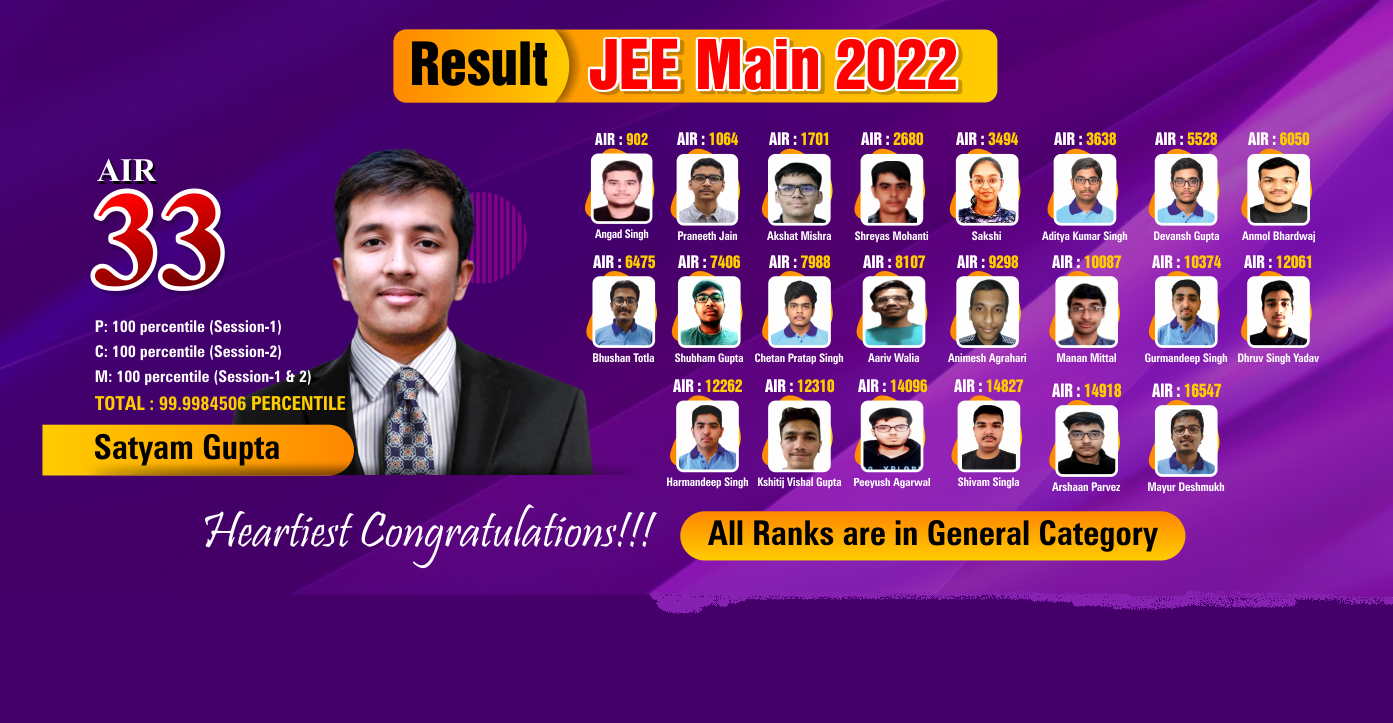 Result JEE Main 2022
AIR
33
P: 100 percentile (Session-1)
C: 100 percentile (Session-2)
M: 100 percentile (Session-1 & 2)
TOTAL : 99.9984506 PERCENTILE
Satyam Gupta
AIR : 902 AIR : 1064 AIR : 1701 AIR : 2680 AIR : 3494 AIR : 3638 AIR : 5528 AIR : 6050
Angad Singh Praneeth Jain Akshat Mishra Shreyas Mohanti Sakshi Aditya Kumar Singh Devansh Gupta Anmol Bhardwaj
AIR : 6475 AIR : 7406 AIR : 7988 AIR : 8107 AIR : 9298 AIR : 10087 AIR : 10374 AIR : 12061
Bhushan Totla Shubham Gupta Chetan Pratap Singh Aariv Walia Animesh Agrahari Manan Mittal Gurmandeep Singh Dhruv Singh Yadav
AIR : 12262 AIR : 12310 AIR : 14096 AIR : 14827 AIR : 14918 AIR : 16547
Harmandeep Singh Kshitij Vishal Gupta Peeyush Agarwal Shivam Singla Arshaan Parvez Mayur Deshmukh
Heartiest Congratulations!!!
All Ranks are in General Category